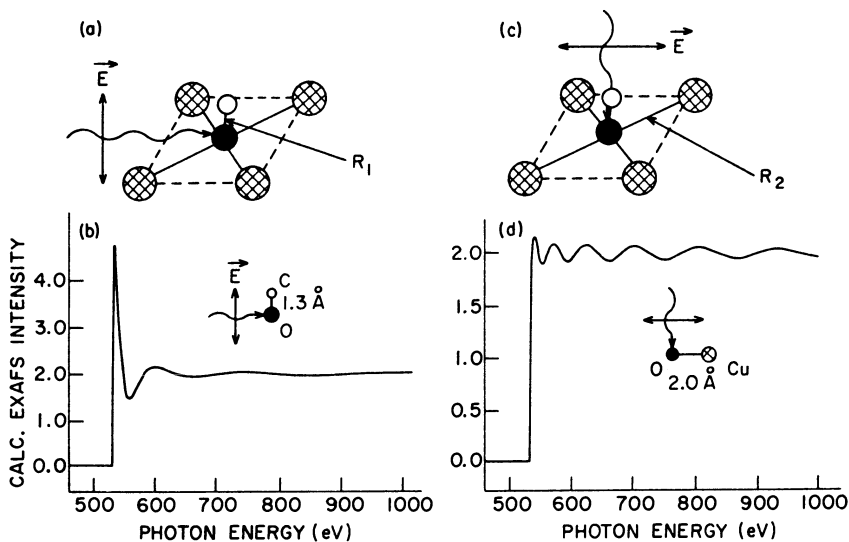 (a)
E
R1
(c)
E
R2
(b)
E
C
1.3 Å
O
4.0
3.0
2.0
1.0
0.0
CALC. EXAFS INTENSITY
500 600 700 800 900 1000
PHOTON ENERGY (eV)
(d)
2.0
1.5
1.0
0.5
0.0
O Cu
2.0 Å
500 600 700 800 900 1000
PHOTON ENERGY (eV)